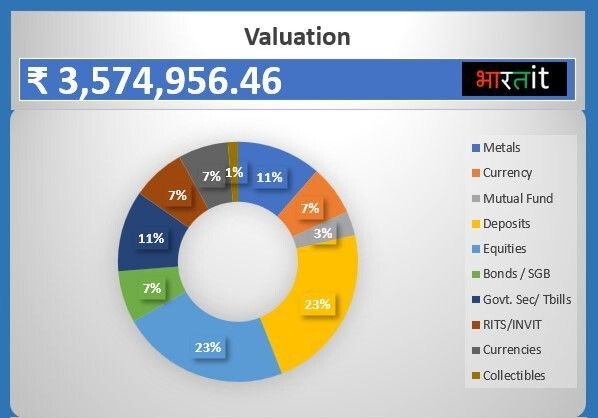 Valuation
₹ 3,574,956.46
भारतit
1%
11%
7%
3%
23%
23%
7%
11%
7%
7%
Metals
Currency
Mutual Fund
Deposits
Equities
Bonds / SGB
Govt. Sec/ Tbills
RITS/INVIT
Currencies
Collectibles